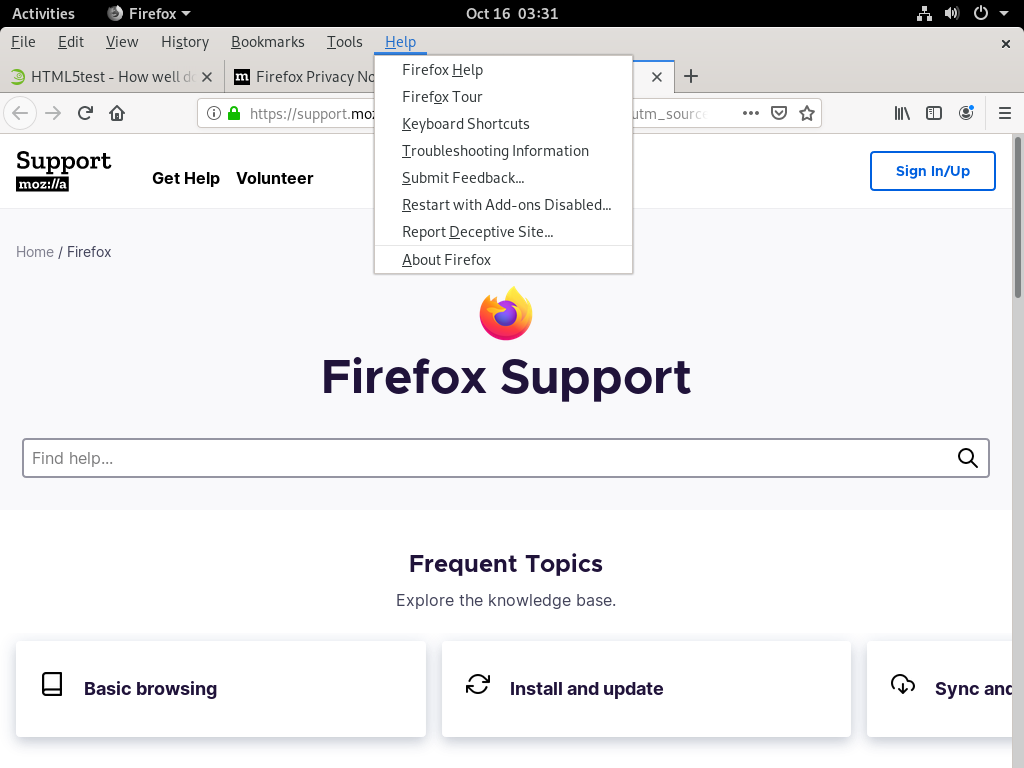 Activities
Firefox
Oct 16 03:31
File
Edit
View
History
Bookmarks
Tools
Help
HTML5test - How well do
Firefox Privacy No
https://support.moz
utm_source
Firefox Help
Firefox Tour
Keyboard Shortcuts
Troubleshooting Information
Submit Feedback...
Restart with Add-ons Disabled...
Report Deceptive Site...
About Firefox
Support
moz://a
Get Help
Volunteer
Sign In/Up
Home / Firefox
Firefox Support
Find help...
Frequent Topics
Explore the knowledge base.
Basic browsing
Install and update
Sync and